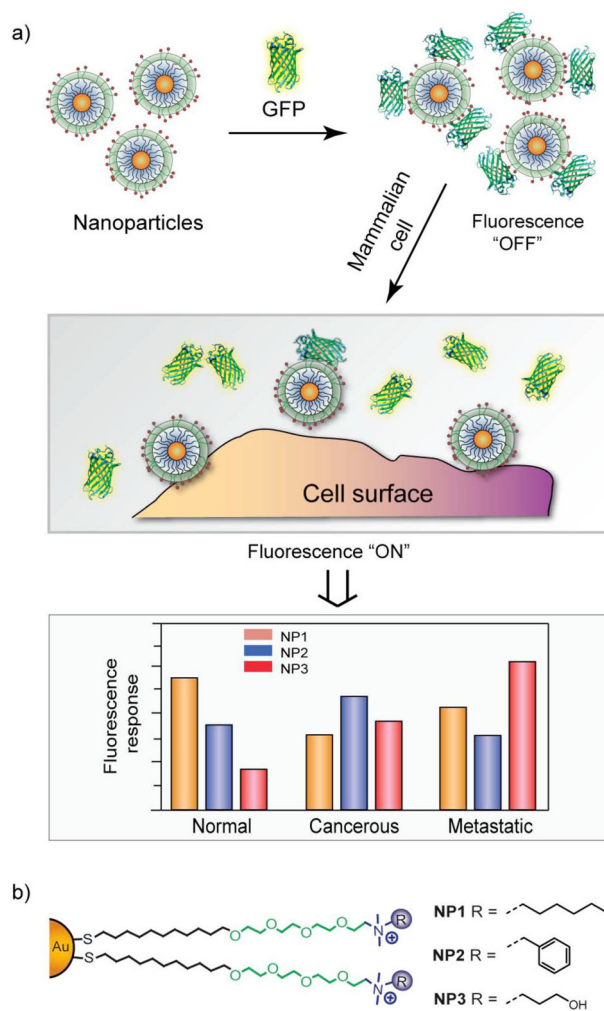 a)
GFP
Nanoparticles
Fluorescence
"OFF"
Mammalian
cell
Cell surface
Fluorescence "ON"
Fluorescence
response
NP1
NP2
NP3
Normal Cancerous Metastatic
b)
Au
S
O
O
O
O
N
⊕
R
S
O
O
O
O
N
⊕
R
NP1 R =
NP2 R =
NP3 R =
OH